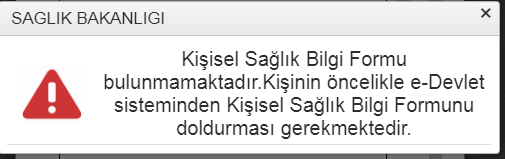 SAGLIK BAKANLIGI
Kişisel Sağlık Bilgi Formu
bulunmamaktadır.Kişinin öncelikle e-Devlet
sisteminden Kişisel Sağlık Bilgi Formunu
doldurması gerekmektedir.